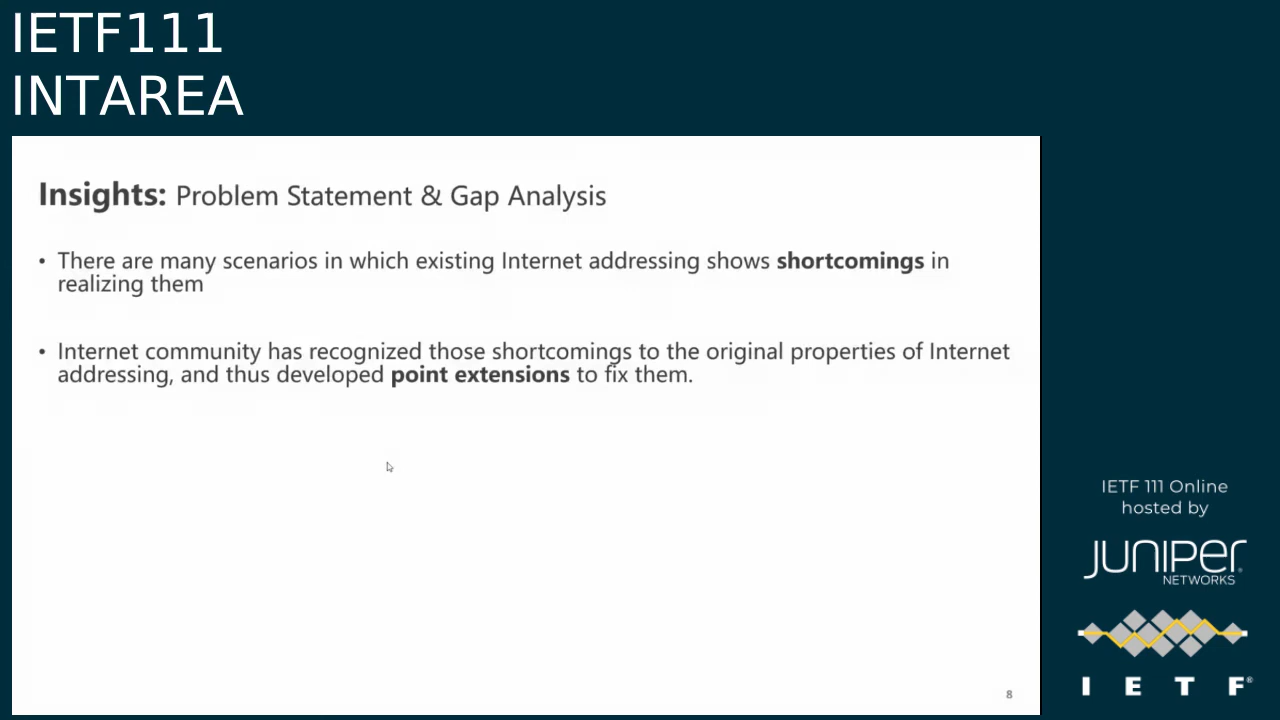 IETF111
INTAREA
Insights: Problem Statement & Gap Analysis
• There are many scenarios in which existing Internet addressing shows shortcomings in
realizing them
• Internet community has recognized those shortcomings to the original properties of Internet
addressing, and thus developed point extensions to fix them.
8
IETF 111 Online
hosted by
JUNIPER
NETWORKS
I E T F®